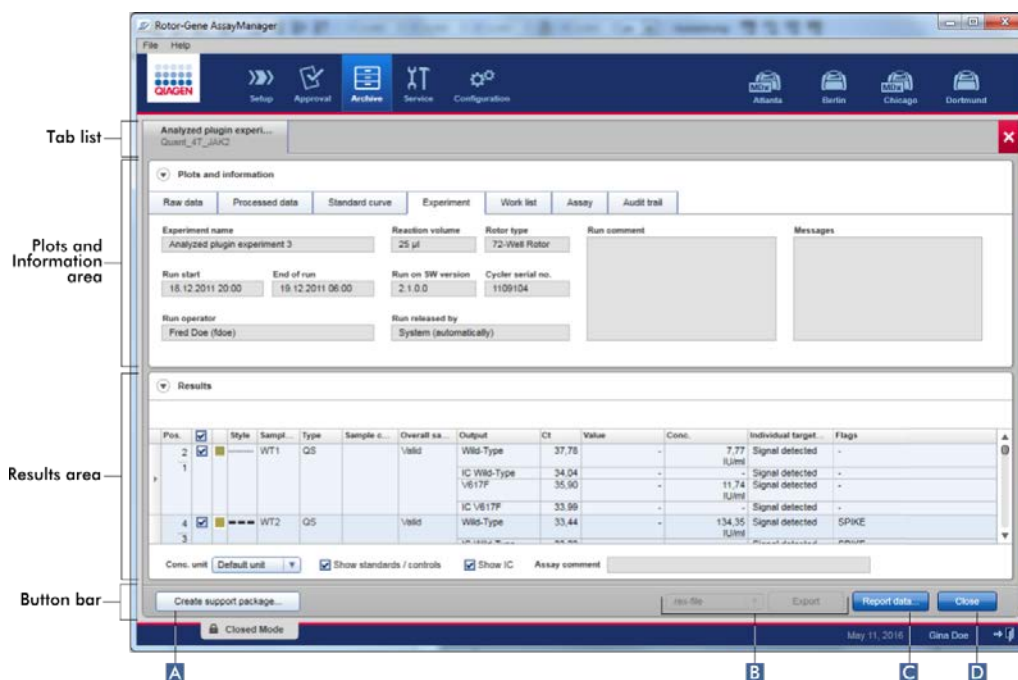 Rotor-Gene AssayManager
File Help
QIAGEN
Setup Approval Archive Service Configuration
MDx Atlanta Berlin MDx Chicago Dortmund
Tab list
Analyzed plugin experi...
Quant_4T_JAK2
Plots and Information area
Plots and information
Raw data Processed data Standard curve Experiment Work list Assay Audit trail
Experiment name Reaction volume Rotor type Run comment Messages
Analyzed plugin experiment 3 25 µl 72-Well Rotor
Run start End of run Run on SW version Cycler serial no.
18.12.2011 20:00 19.12.2011 06:00 2.1.0.0 1109104
Run operator Run released by
Fred Doe (fdoe) System (automatically)
Results area
Results
Pos. Style Sampl... Type Sample c... Overall sa... Output Ct Value Conc. Individual target... Flags
2 WT1 QS Valid Wild-Type 37,78 - 7,77 IU/ml Signal detected -
1 IC Wild-Type 34,04 - - Signal detected -
V617F 35,90 - 11,74 IU/ml Signal detected -
IC V617F 33,99 - - Signal detected -
4 WT2 QS Valid Wild-Type 33,44 - 134,35 IU/ml Signal detected SPIKE
3
Conc. unit Default unit Show standards / controls Show IC Assay comment
Button bar
Create support package... .rex-file Export Report data... Close
Closed Mode May 11, 2016 Gina Doe
A B C D